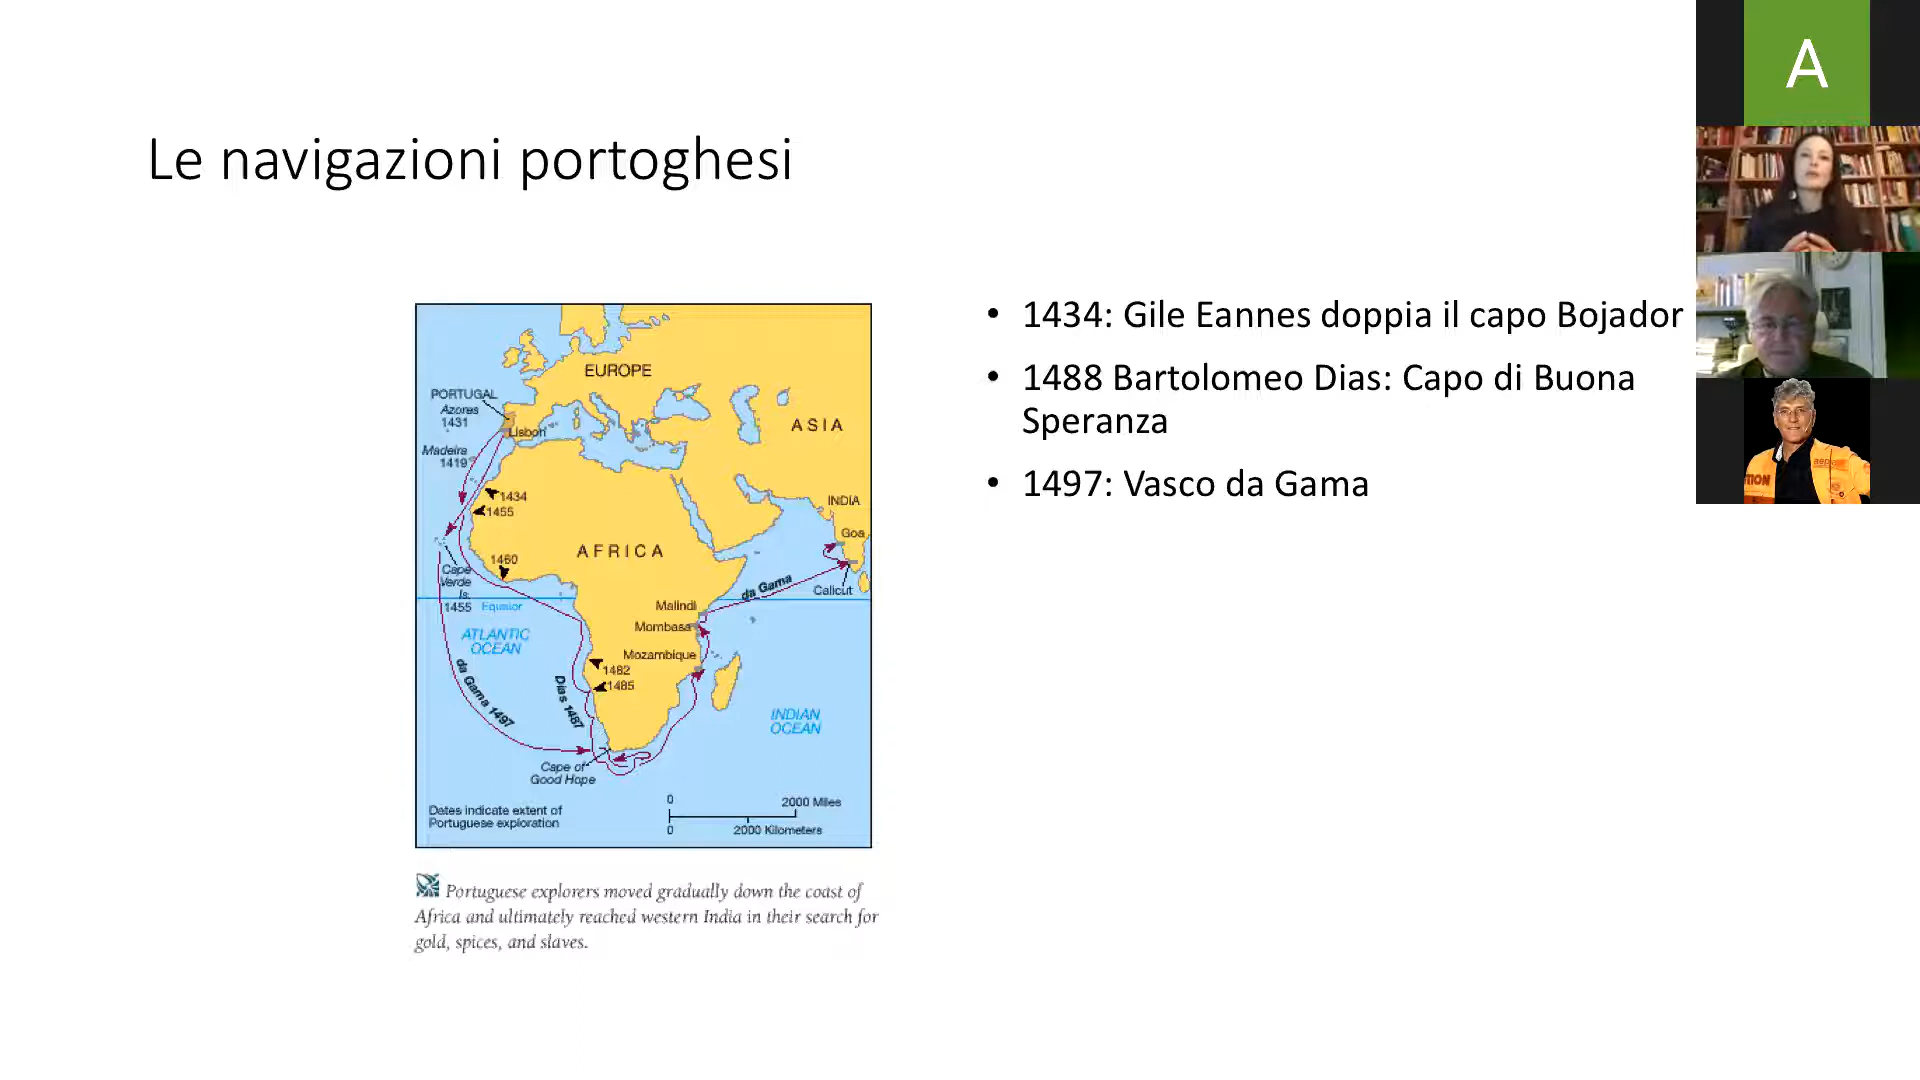 A
Le navigazioni portoghesi
• 1434: Gile Eannes doppia il capo Bojador
• 1488 Bartolomeo Dias: Capo di Buona
Speranza
• 1497: Vasco da Gama
EUROPE
PORTUGAL
Azores
1431
Lisbon
ASIA
Madeira
1419
1434
1455
INDIA
Goa
AFRICA
1460
Cape
Verde
Is.
1455
Equator
da Gama
Calicut
Malindi
Mombasa
ATLANTIC
OCEAN
Mozambique
1482
1485
da Gama 1497
Dias 1487
INDIAN
OCEAN
Cape of
Good Hope
Dates indicate extent of
Portuguese exploration
0 2000 Miles
0 2000 Kilometers
Portuguese explorers moved gradually down the coast of
Africa and ultimately reached western India in their search for
gold, spices, and slaves.
TION